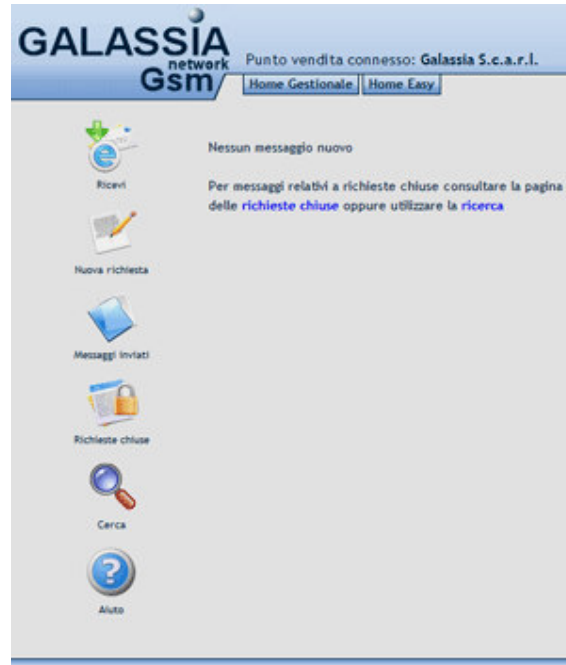 GALASSIA
network
Gsm
Punto vendita connesso: Galassia S.c.a.r.l.
Home Gestionale Home Easy
Ricevi
Nessun messaggio nuovo
Per messaggi relativi a richieste chiuse consultare la pagina
delle richieste chiuse oppure utilizzare la ricerca
Nuova richiesta
Messaggi inviati
Richieste chiuse
Cerca
Aiuto